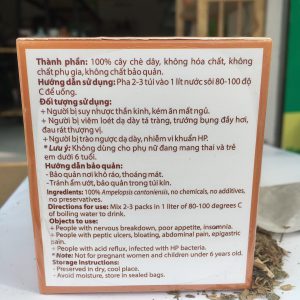 Thành phần: 100% cây chè dây, không hóa chất, không
chất phụ gia, không chất bảo quản.
Hướng dẫn sử dụng: Pha 2-3 túi vào 1 lít nước sôi 80-100 độ
C để uống.
Đối tượng sử dụng:
+ Người bị suy nhược thần kinh, kém ăn mất ngủ.
+ Người bị viêm loét dạ dày tá tràng, trướng bụng đầy hơi,
đau rát thượng vị.
+ Người bị trào ngược dạ dày, nhiễm vi khuẩn HP.
* Lưu ý: Không dùng cho phụ nữ đang mang thai và trẻ
em dưới 6 tuổi.
Hướng dẫn bảo quản:
- Bảo quản nơi khô ráo, thoáng mát.
- Tránh ẩm ướt, bảo quản trong túi kín.
Ingredients: 100% Ampelopsis cantoniensis, no chemicals, no additives,
no preservatives.
Directions for use: Mix 2-3 packs in 1 liter of 80-100 degrees C
of boiling water to drink.
Objects to use:
+ People with nervous breakdown, poor appetite, insomnia.
+ People with peptic ulcers, bloating, abdominal pain, epigastric
pain.
+ People with acid reflux, infected with HP bacteria.
* Note: Not for pregnant women and children under 6 years old.
Storage instructions:
- Preserved in dry, cool place.
- Avoid moisture, store in sealed bags.